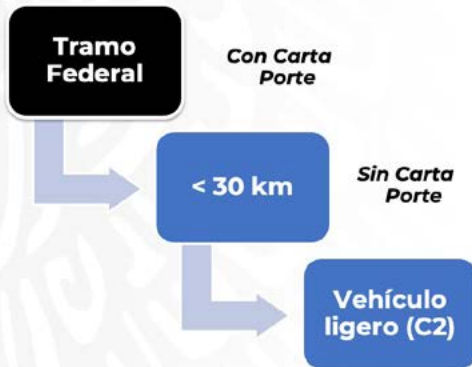 Tramo
Federal
Con Carta
Porte
< 30 km
Sin Carta
Porte
Vehículo
ligero (C2)